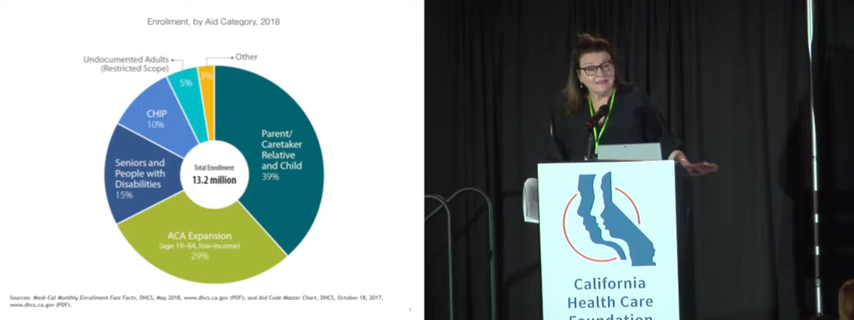 Enrollment, by Aid Category, 2018
Undocumented Adults
(Restricted Scope)
5%
Other
3%
CHIP
10%
Parent/
Caretaker
Relative
and Child
39%
Seniors and
People with
Disabilities
15%
Total Enrollment
13.2 million
ACA Expansion
(age 19–64, low-income)
29%
Sources: Medi-Cal Monthly Enrollment Fast Facts, DHCS, May 2018, www.dhcs.ca.gov (PDF); and Aid Code Master Chart, DHCS, October 18, 2017,
www.dhcs.ca.gov (PDF).
California
Health Care
Foundation